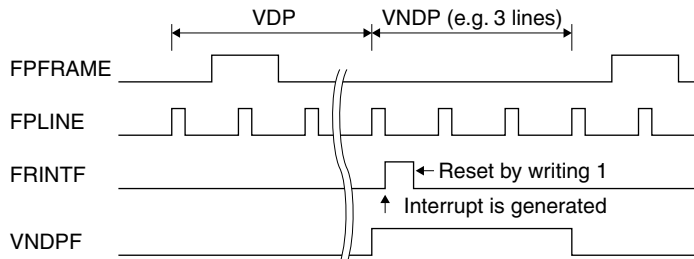 VDP
VNDP (e.g. 3 lines)
FPFRAME
FPLINE
FRINTF
Reset by writing 1
Interrupt is generated
VNDPF